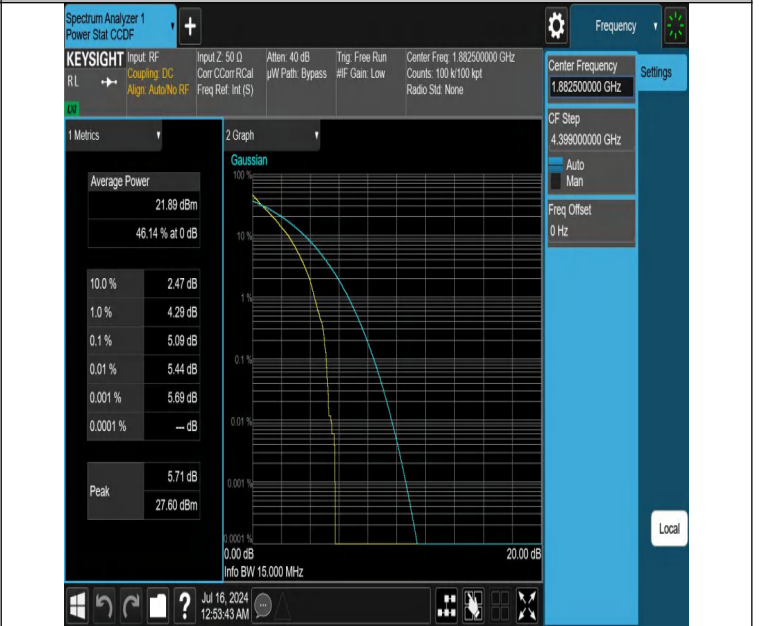 Spectrum Analyzer 1
Power Stat CCDF
+
Frequency
KEYSIGHT
RL
Input: RF
Coupling: DC
Align: Auto/No RF
Input Z: 50 Ω
Corr CCorr RCal
Freq Ref: Int (S)
Atten: 40 dB
µW Path: Bypass
Trig: Free Run
#IF Gain: Low
Center Freq: 1.882500000 GHz
Counts: 100 k/100 kpt
Radio Std: None
Center Frequency
1.882500000 GHz
Settings
CF Step
4.399000000 GHz
Auto
Man
Freq Offset
0 Hz
1 Metrics
Average Power
21.89 dBm
46.14 % at 0 dB
10.0 % 2.47 dB
1.0 % 4.29 dB
0.1 % 5.09 dB
0.01 % 5.44 dB
0.001 % 5.69 dB
0.0001 % --- dB
Peak
5.71 dB
27.60 dBm
2 Graph
Gaussian
100 %
10 %
1 %
0.1 %
0.01 %
0.001 %
0.0001 %
0.00 dB 20.00 dB
Info BW 15.000 MHz
Local
?
Jul 16, 2024
12:53:43 AM